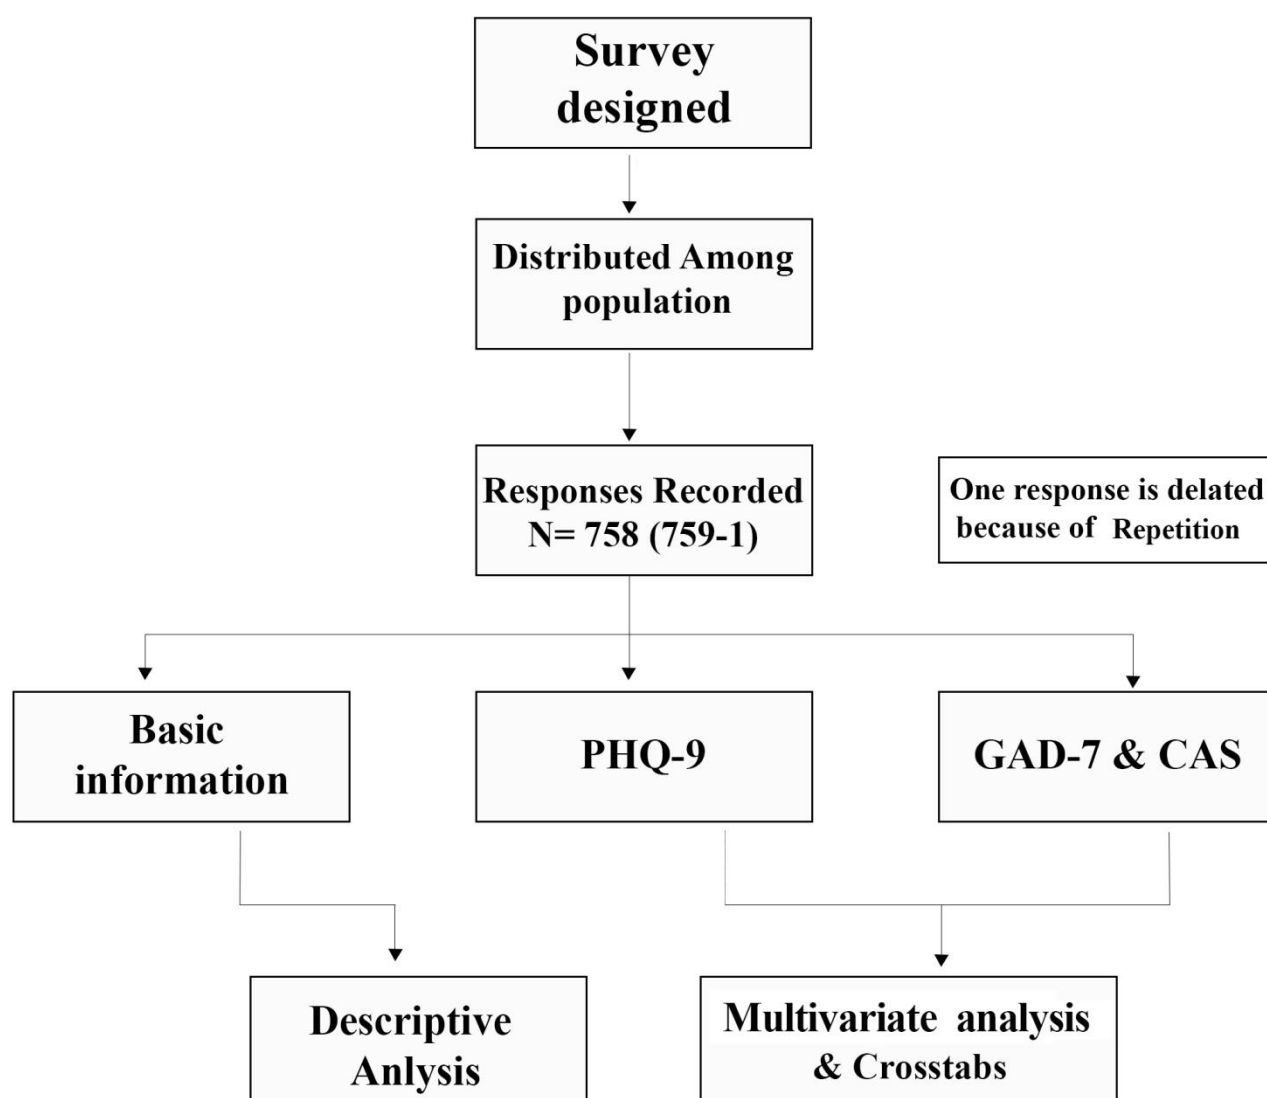 Survey
designed
Distributed Among
population
Responses Recorded
N= 758 (759-1)
One response is delated
because of Repetition
Basic
information
PHQ-9
GAD-7 & CAS
Descriptive
Anlysis
Multivariate analysis
& Crosstabs